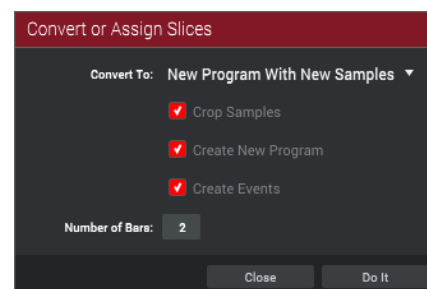 Convert or Assign Slices
Convert To: New Program With New Samples
Crop Samples
Create New Program
Create Events
Number of Bars: 2
Close Do It